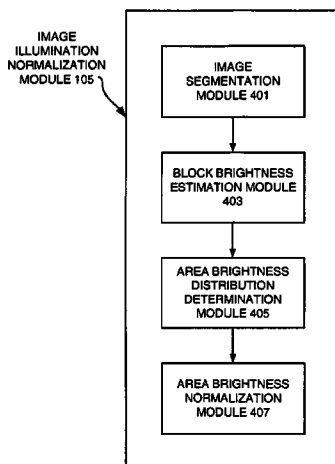 IMAGE
ILLUMINATION
NORMALIZATION
MODULE 105
IMAGE
SEGMENTATION
MODULE 401
BLOCK BRIGHTNESS
ESTIMATION MODULE
403
AREA BRIGHTNESS
DISTRIBUTION
DETERMINATION
MODULE 405
AREA BRIGHTNESS
NORMALIZATION
MODULE 407